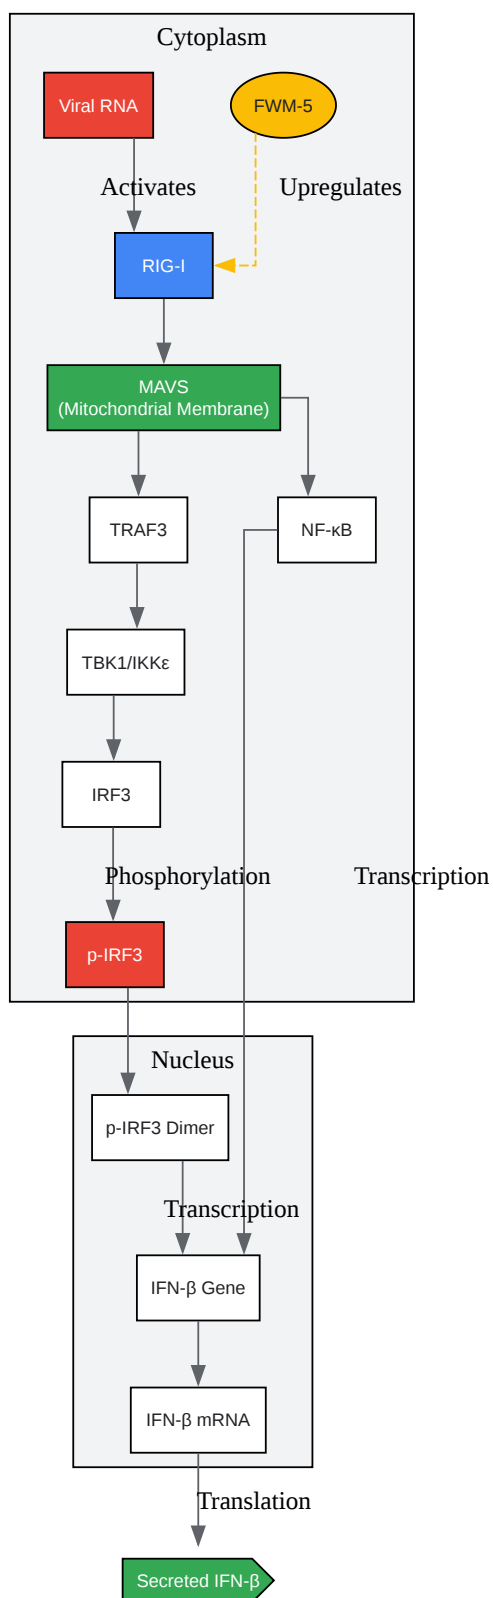 Cytoplasm
Viral RNA
FWM-5
Activates
Upregulates
RIG-I
MAVS
(Mitochondrial Membrane)
TRAF3
NF-κB
TBK1/IKKε
IRF3
Phosphorylation
Transcription
p-IRF3
Nucleus
p-IRF3 Dimer
Transcription
IFN-β Gene
IFN-β mRNA
Translation
Secreted IFN-β